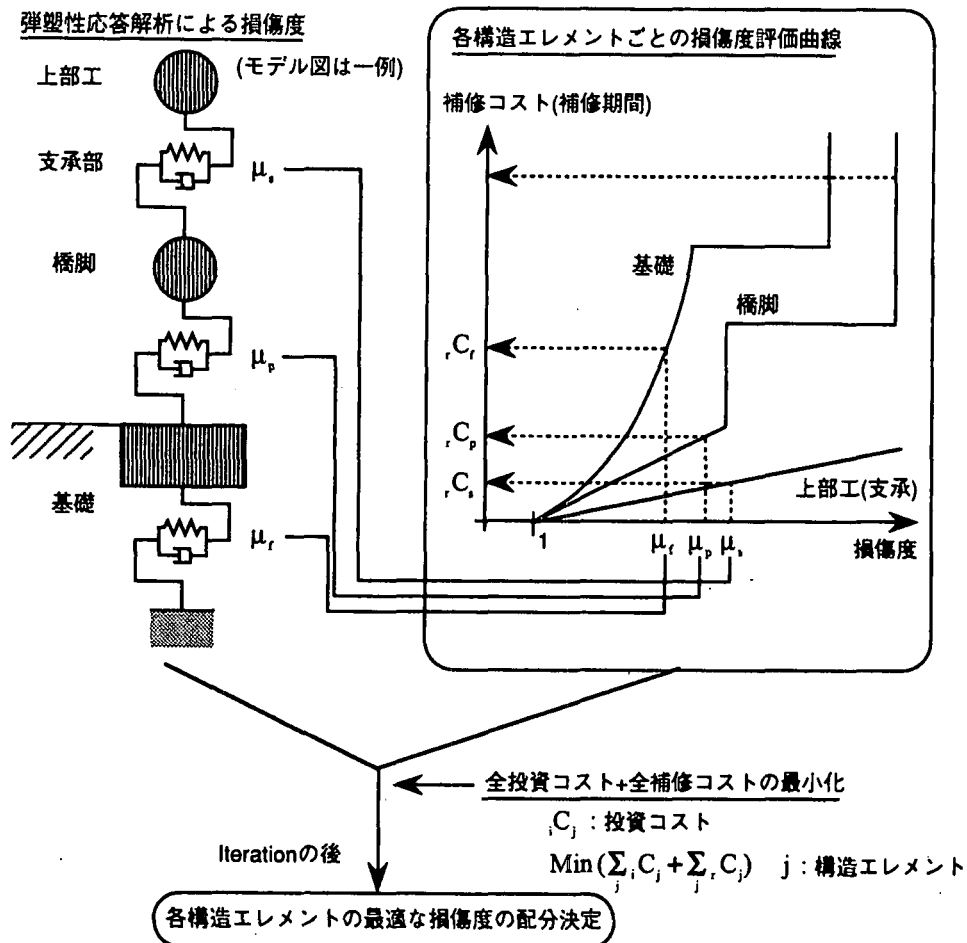 弾塑性応答解析による損傷度
(モデル図は一例)
上部工
支承部
μs
橋脚
μp
基礎
μf
各構造エレメントごとの損傷度評価曲線
補修コスト(補修期間)
基礎
橋脚
rCf
rCp
rCs
上部工(支承)
1
μf μp μs
損傷度
全投資コスト+全補修コストの最小化
iCj : 投資コスト
Iterationの後
Min(∑j iCj + ∑j rCj) j : 構造エレメント
各構造エレメントの最適な損傷度の配分決定